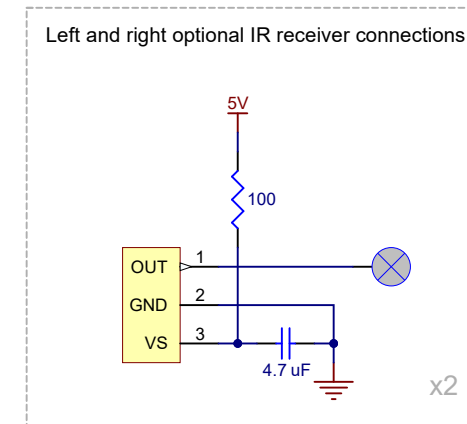 Left and right optional IR receiver connections
5V
100
OUT 1
GND 2
VS 3
4.7 uF
x2